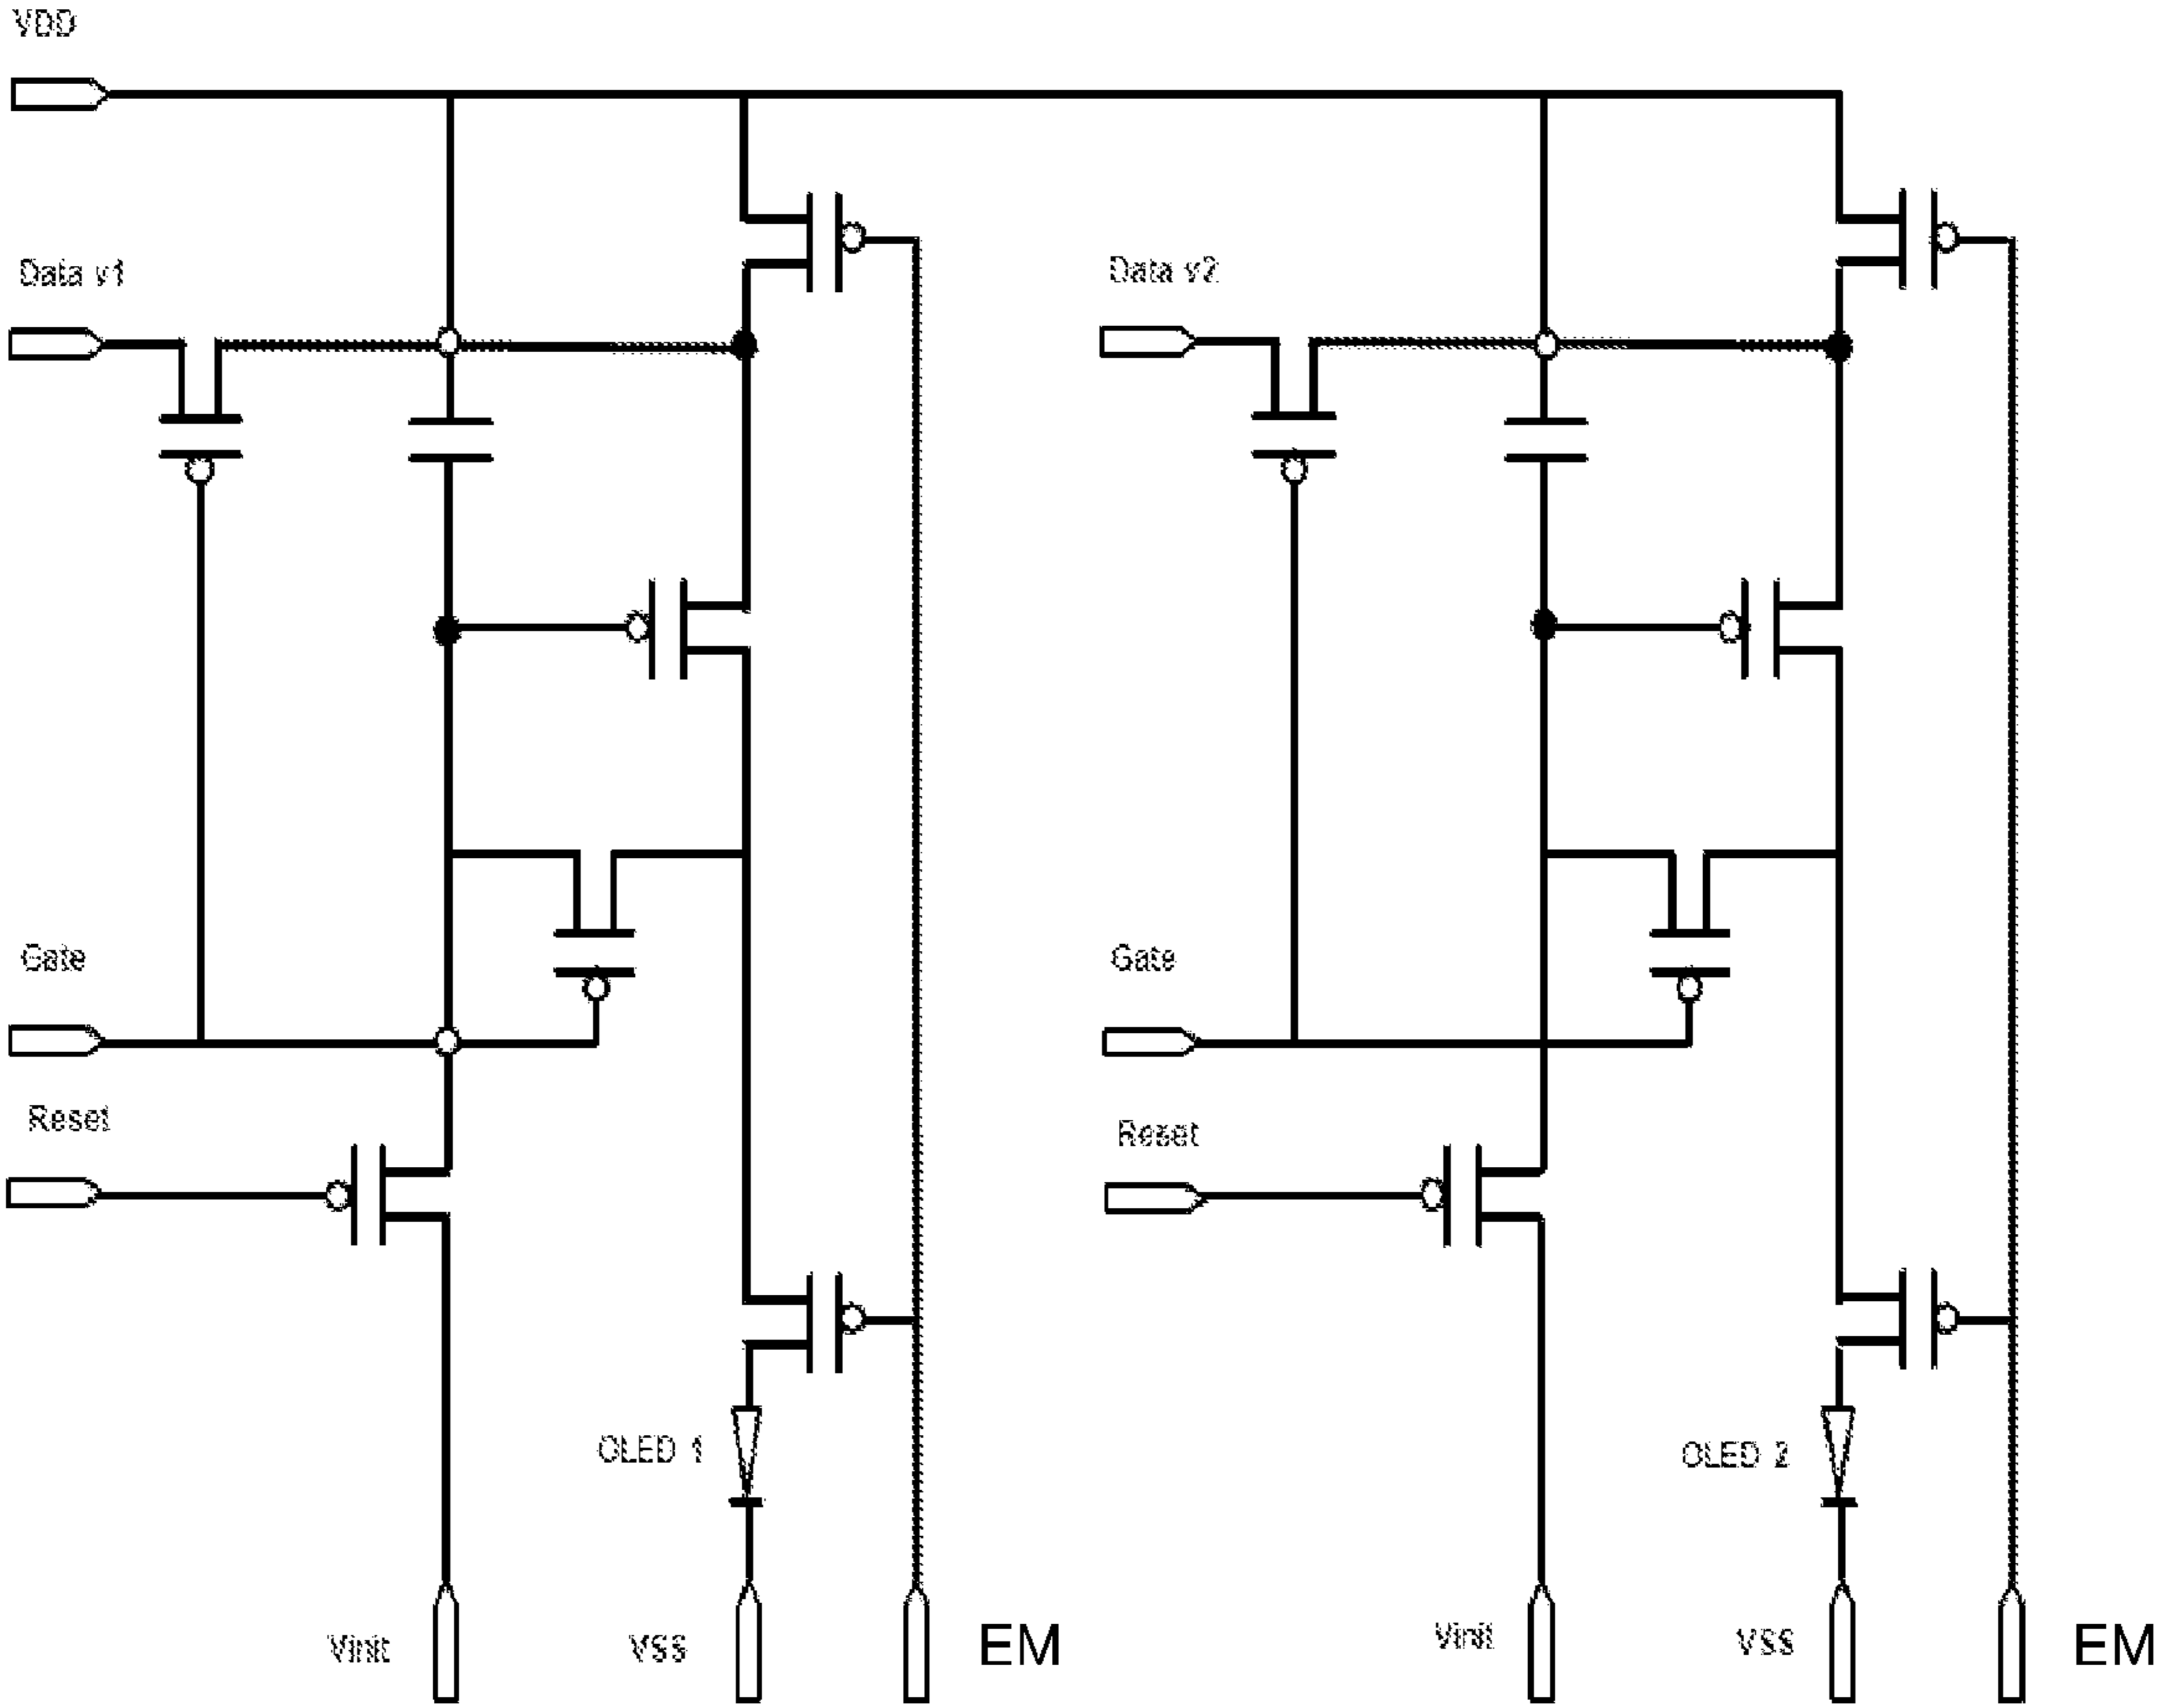 VDD
Data v1
Data v2
Gate
Gate
Reset
Reset
OLED 1
OLED 2
Vinit
VSS
EM
Vinit
VSS
EM